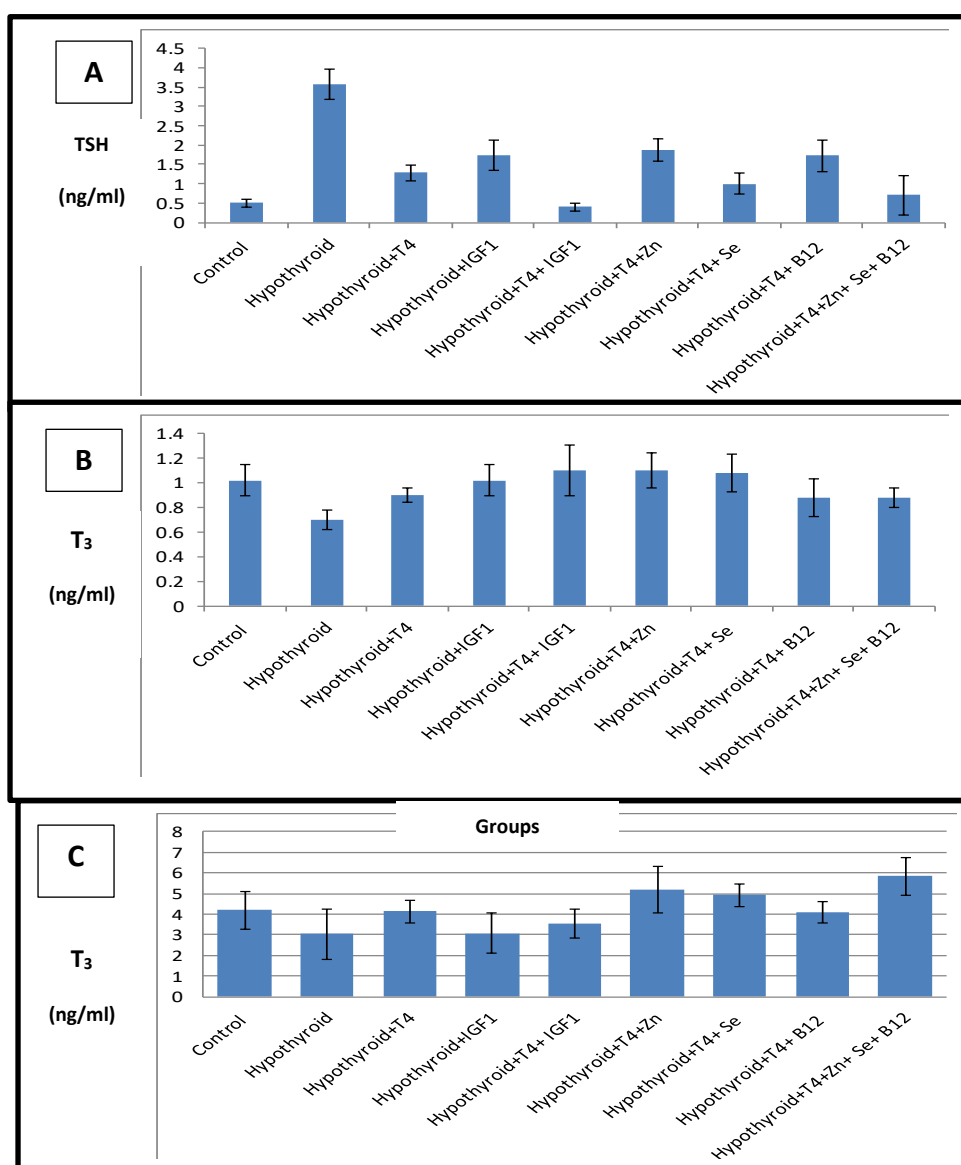 A
TSH
(ng/ml)
4.5
4
3.5
3
2.5
2
1.5
1
0.5
0
Control
Hypothyroid
Hypothyroid+T4
Hypothyroid+IGF1
Hypothyroid+T4+ IGF1
Hypothyroid+T4+Zn
Hypothyroid+T4+ Se
Hypothyroid+T4+ B12
Hypothyroid+T4+Zn+ Se+ B12
B
T₃
(ng/ml)
1.4
1.2
1
0.8
0.6
0.4
0.2
0
Control
Hypothyroid
Hypothyroid+T4
Hypothyroid+IGF1
Hypothyroid+T4+ IGF1
Hypothyroid+T4+Zn
Hypothyroid+T4+ Se
Hypothyroid+T4+ B12
Hypothyroid+T4+Zn+ Se+ B12
Groups
C
T₃
(ng/ml)
8
7
6
5
4
3
2
1
0
Control
Hypothyroid
Hypothyroid+T4
Hypothyroid+IGF1
Hypothyroid+T4+ IGF1
Hypothyroid+T4+Zn
Hypothyroid+T4+ Se
Hypothyroid+T4+ B12
Hypothyroid+T4+Zn+ Se+ B12